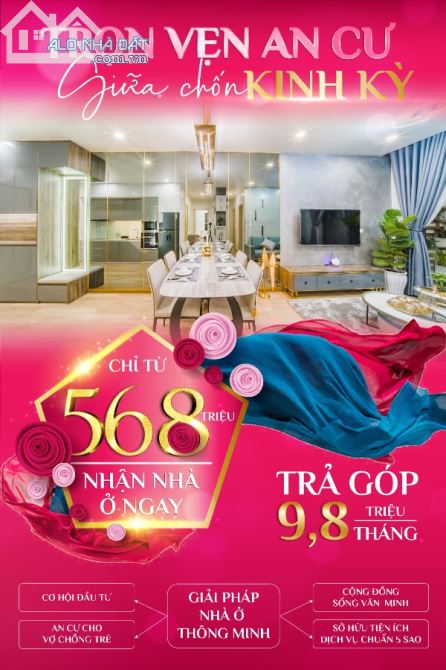 TRỌN VẸN AN CƯ
ALO NHÀ ĐẤT
.com.vn
Giữa chốn KINH KỲ
CHỈ TỪ
568 TRIỆU
NHẬN NHÀ
Ở NGAY
TRẢ GÓP
9,8 TRIỆU
THÁNG
CƠ HỘI ĐẦU TƯ
AN CƯ CHO
VỢ CHỒNG TRẺ
GIẢI PHÁP
NHÀ Ở
THÔNG MINH
CỘNG ĐỒNG
SỐNG VĂN MINH
SỞ HỮU TIỆN ÍCH
DỊCH VỤ CHUẨN 5 SAO